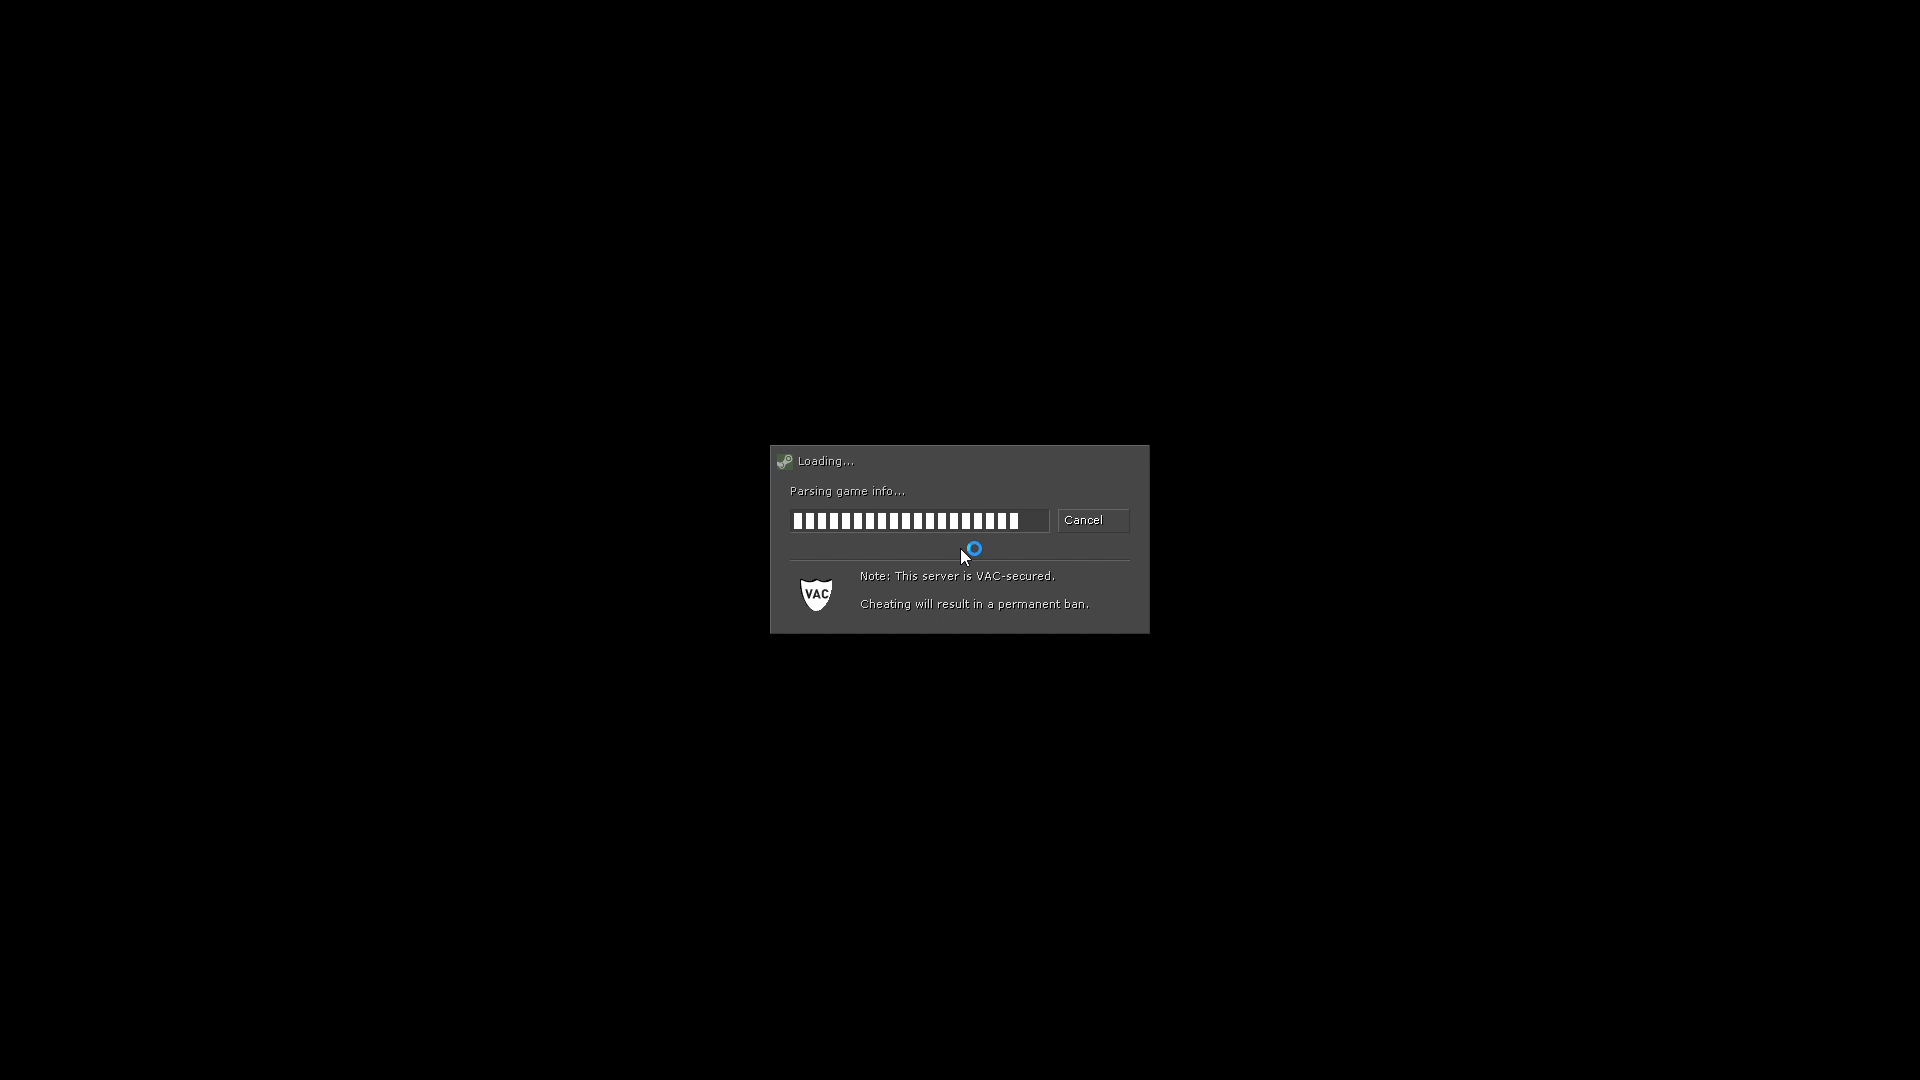 Loading...
Parsing game info...
Cancel
Note: This server is VAC-secured.
VAC
Cheating will result in a permanent ban.